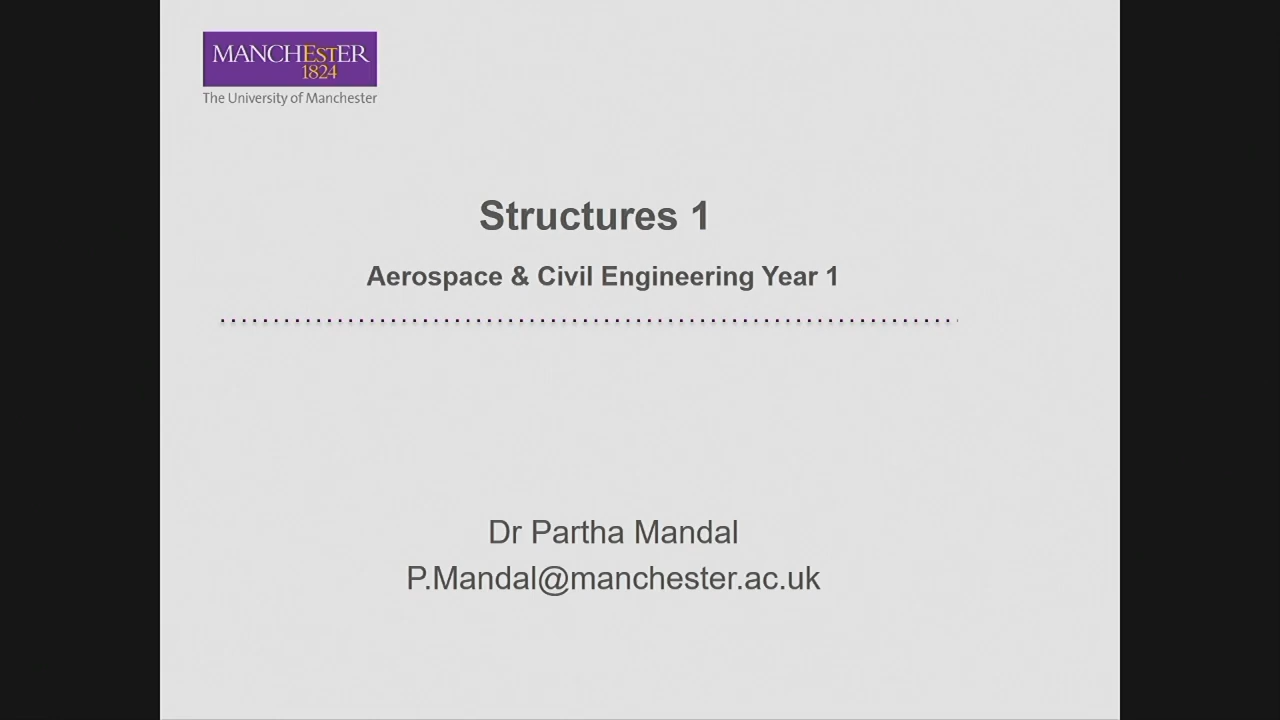 MANCHESTER
1824
The University of Manchester
Structures 1
Aerospace & Civil Engineering Year 1
Dr Partha Mandal
P.Mandal@manchester.ac.uk